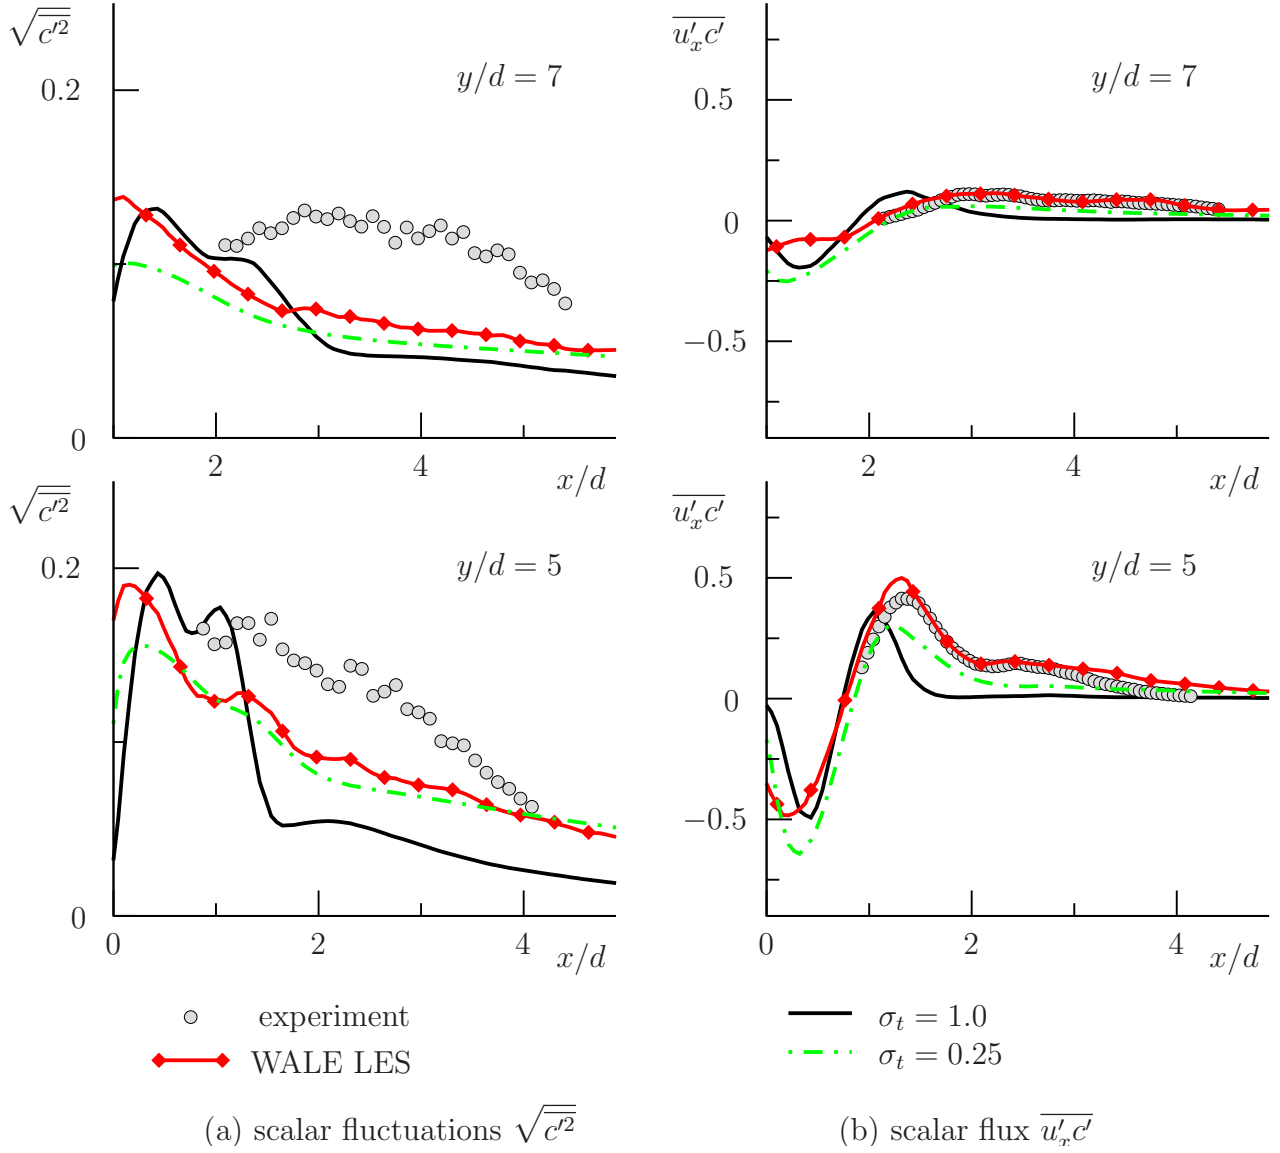 √c′² u′ₓc′
y/d = 7 y/d = 7
0.2 0.5
0
−0.5
0
2 4 2 4
x/d x/d
√c′² u′ₓc′
y/d = 5 y/d = 5
0.2 0.5
0
−0.5
0
0 2 4 0 2 4
x/d x/d
experiment σₜ = 1.0
WALE LES σₜ = 0.25
(a) scalar fluctuations √c′² (b) scalar flux u′ₓc′